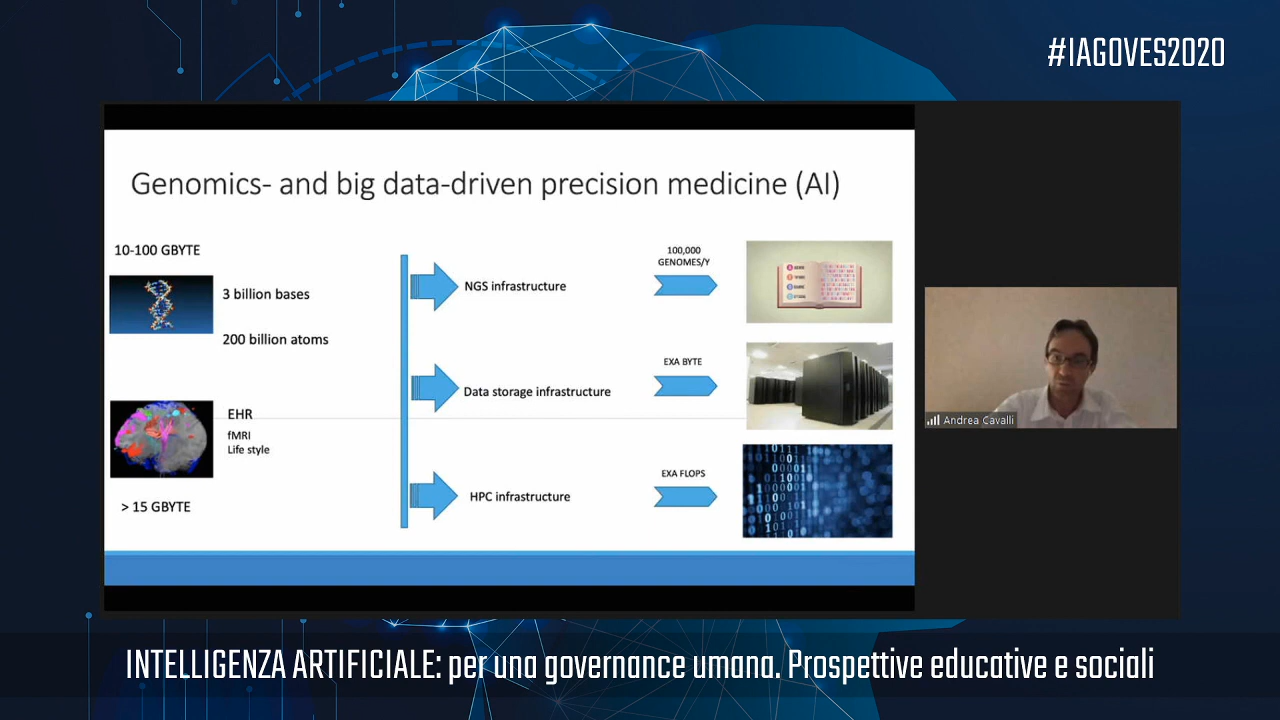 #IAGOVES2020
Genomics- and big data-driven precision medicine (AI)
10-100 GBYTE
3 billion bases
200 billion atoms
EHR
fMRI
Life style
> 15 GBYTE
NGS infrastructure
Data storage infrastructure
HPC infrastructure
100,000
GENOMES/Y
EXA BYTE
EXA FLOPS
Andrea Cavalli
INTELLIGENZA ARTIFICIALE: per una governance umana. Prospettive educative e sociali